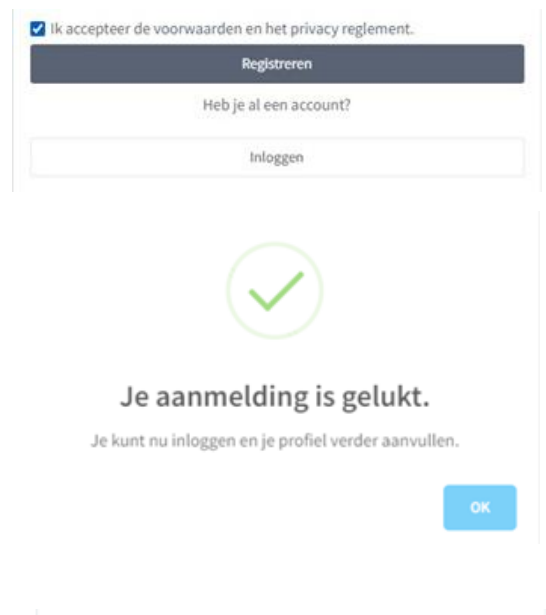 Ik accepteer de voorwaarden en het privacy reglement.
Registreren
Heb je al een account?
Inloggen
Je aanmelding is gelukt.
Je kunt nu inloggen en je profiel verder aanvullen.
OK